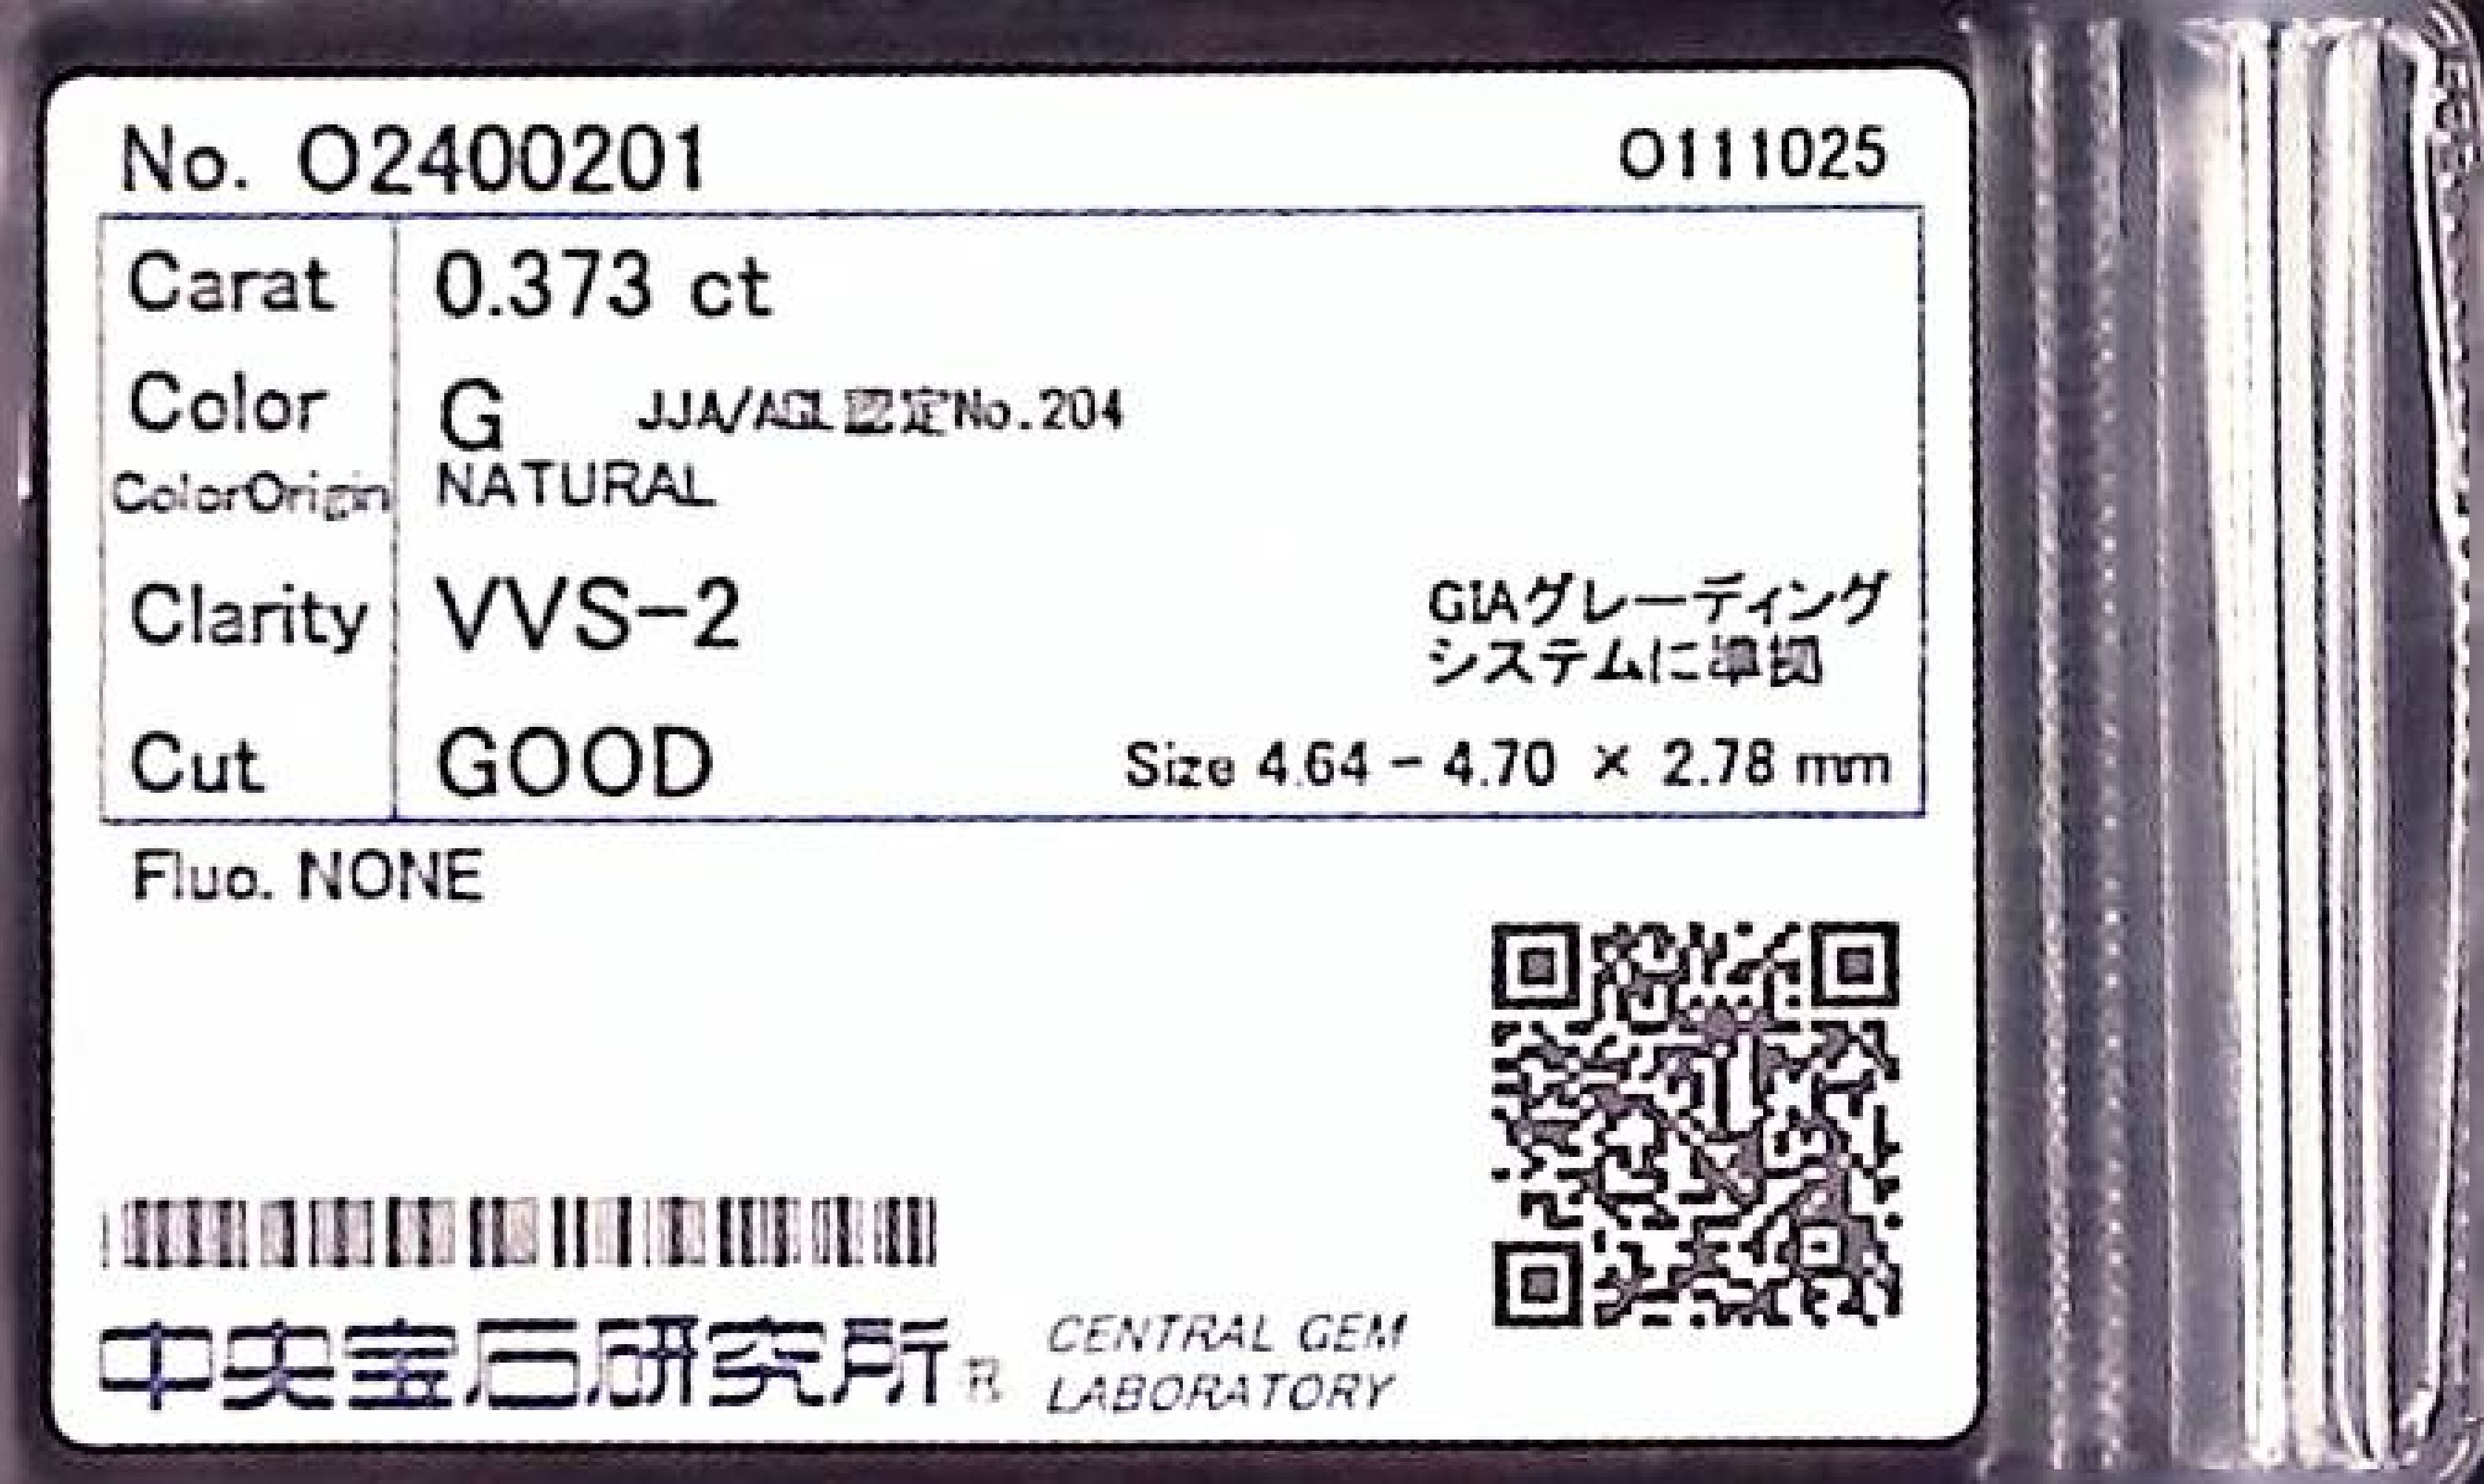 No. O2400201 O111025
Carat 0.373 ct
Color G JJA/AGL認定No.204
ColorOrigin NATURAL
Clarity VVS-2
GIAグレーディング
システムに準拠
Cut GOOD Size 4.64 - 4.70 × 2.78 mm
Fluo. NONE
中央宝石研究所® CENTRAL GEM
LABORATORY